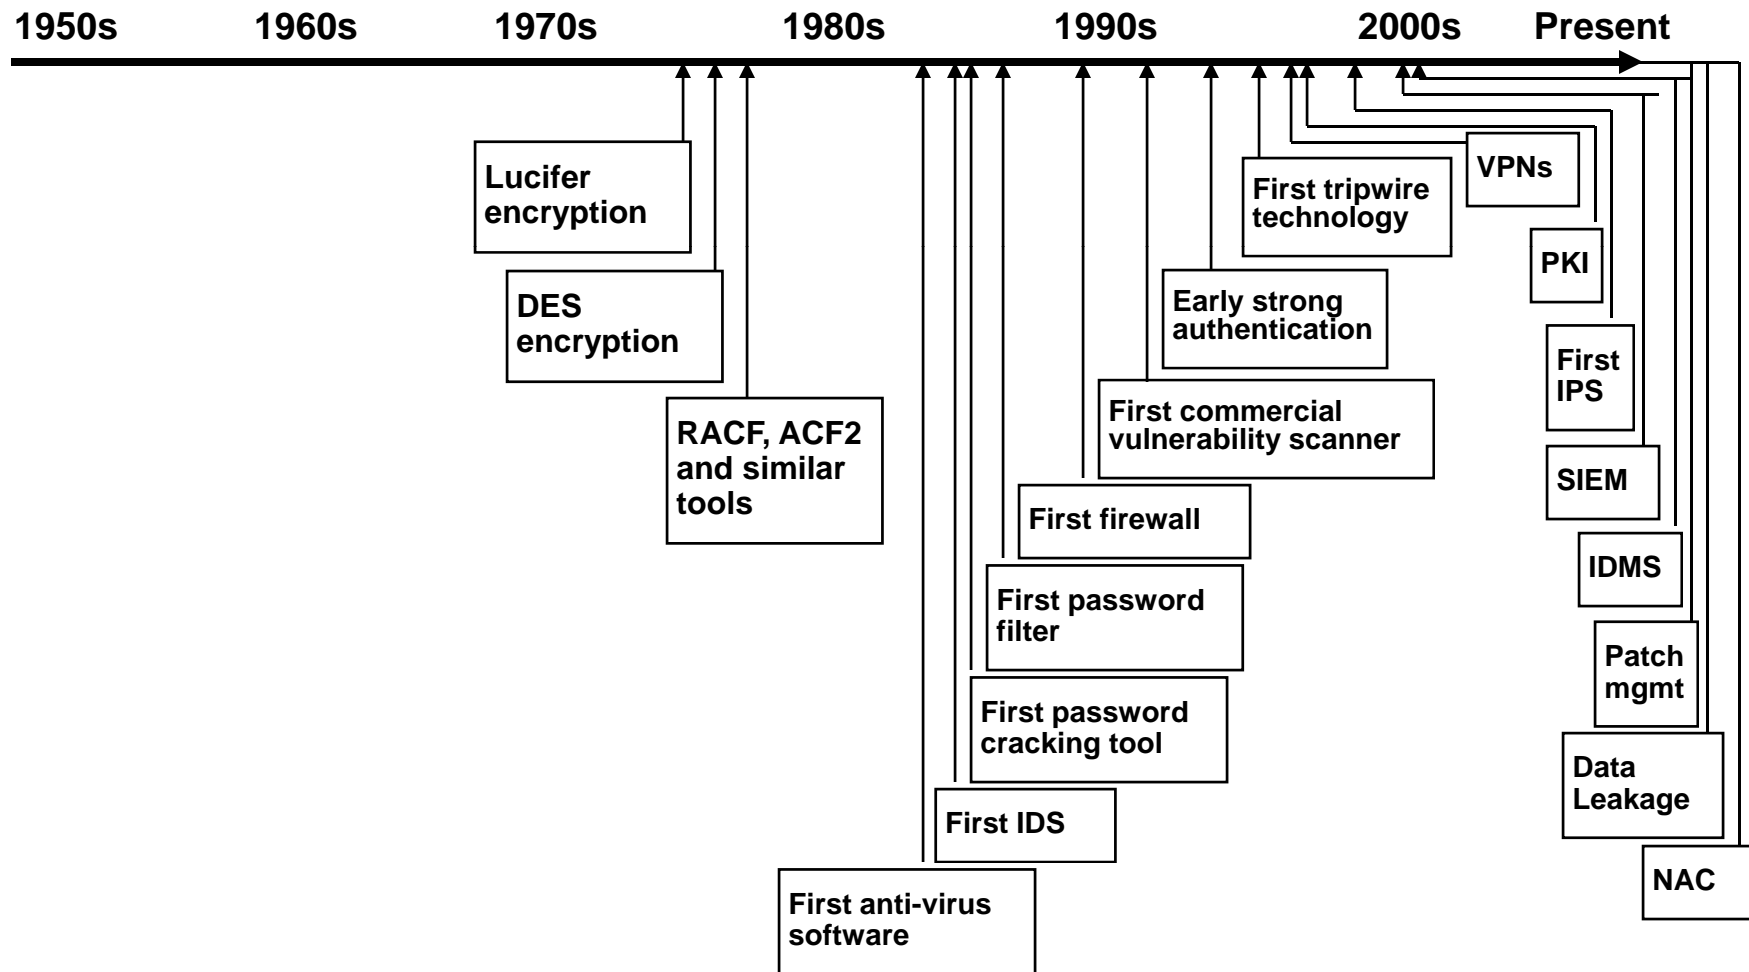 1950s 1960s 1970s 1980s 1990s 2000s Present
Lucifer
encryption
DES
encryption
RACF, ACF2
and similar
tools
First anti-virus
software
First IDS
First password
cracking tool
First password
filter
First firewall
First commercial
vulnerability scanner
Early strong
authentication
First tripwire
technology
VPNs
PKI
First
IPS
SIEM
IDMS
Patch
mgmt
Data
Leakage
NAC